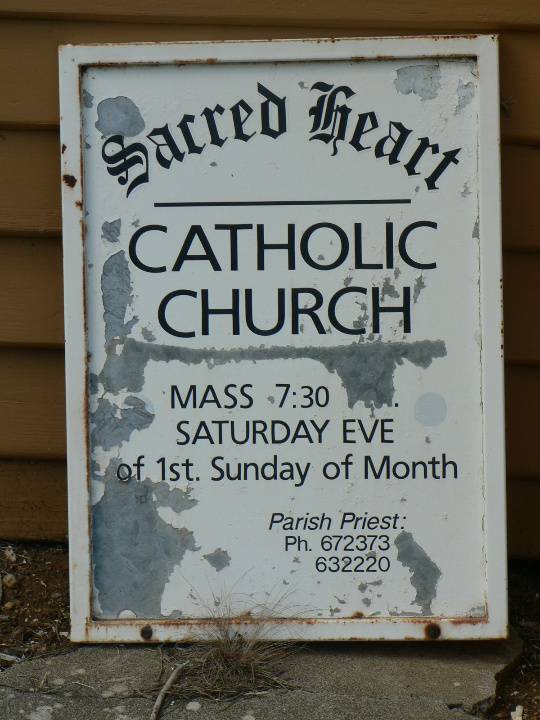 Sacred Heart
CATHOLIC
CHURCH
MASS 7:30 .
SATURDAY EVE
of 1st. Sunday of Month
Parish Priest:
Ph. 672373
632220